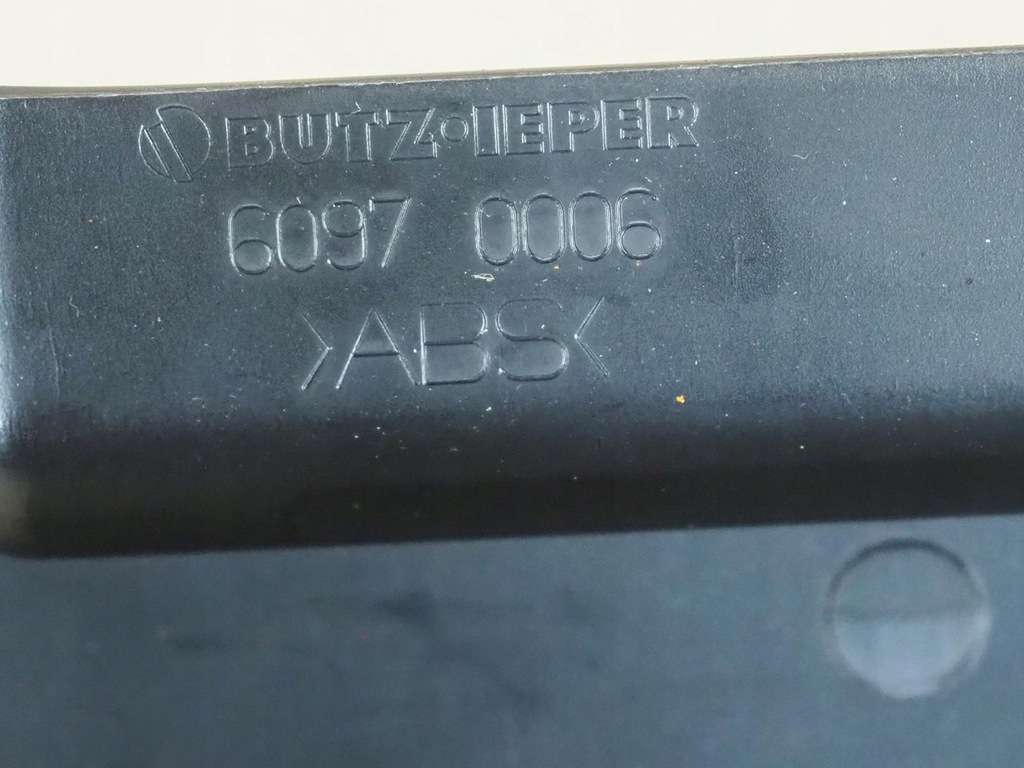 BUTZ•IEPER
6097 0006
>ABS<